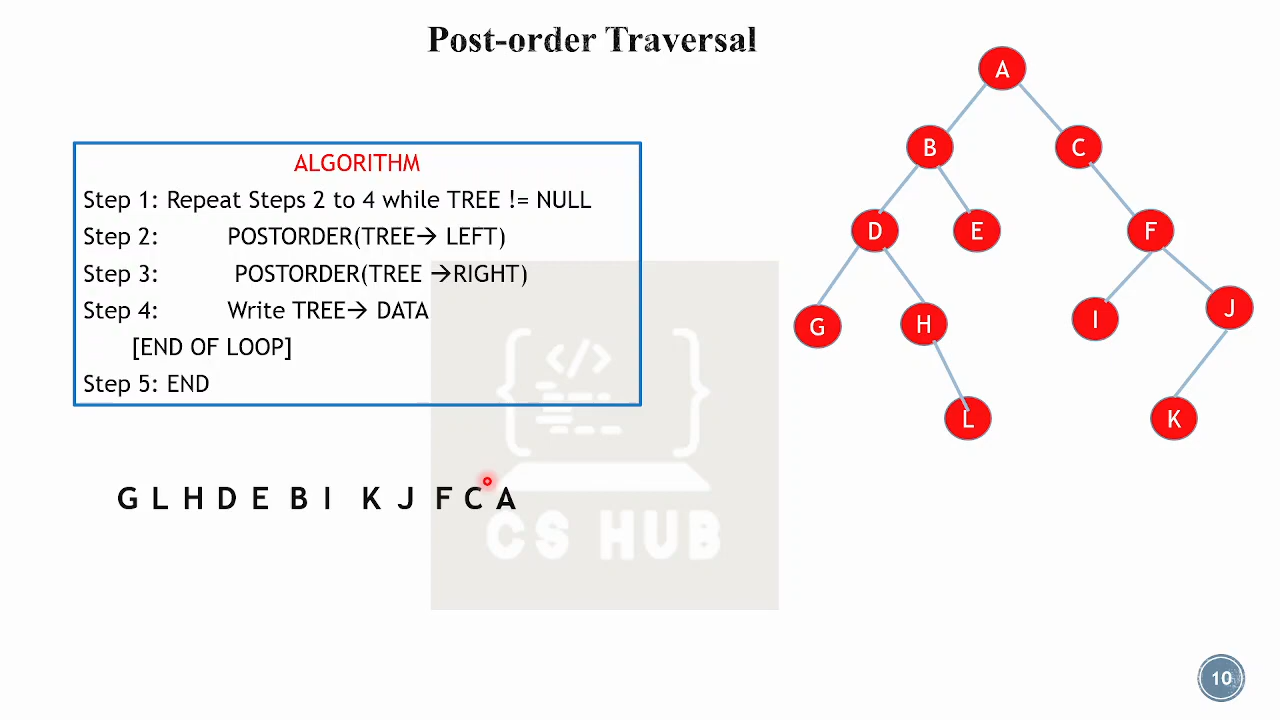 Post-order Traversal
ALGORITHM
Step 1: Repeat Steps 2 to 4 while TREE != NULL
Step 2: POSTORDER(TREE→ LEFT)
Step 3: POSTORDER(TREE →RIGHT)
Step 4: Write TREE→ DATA
[END OF LOOP]
Step 5: END
G L H D E B I K J F C A
A
B C
D E F
G H I J
L K
{ </> }
CS HUB
10